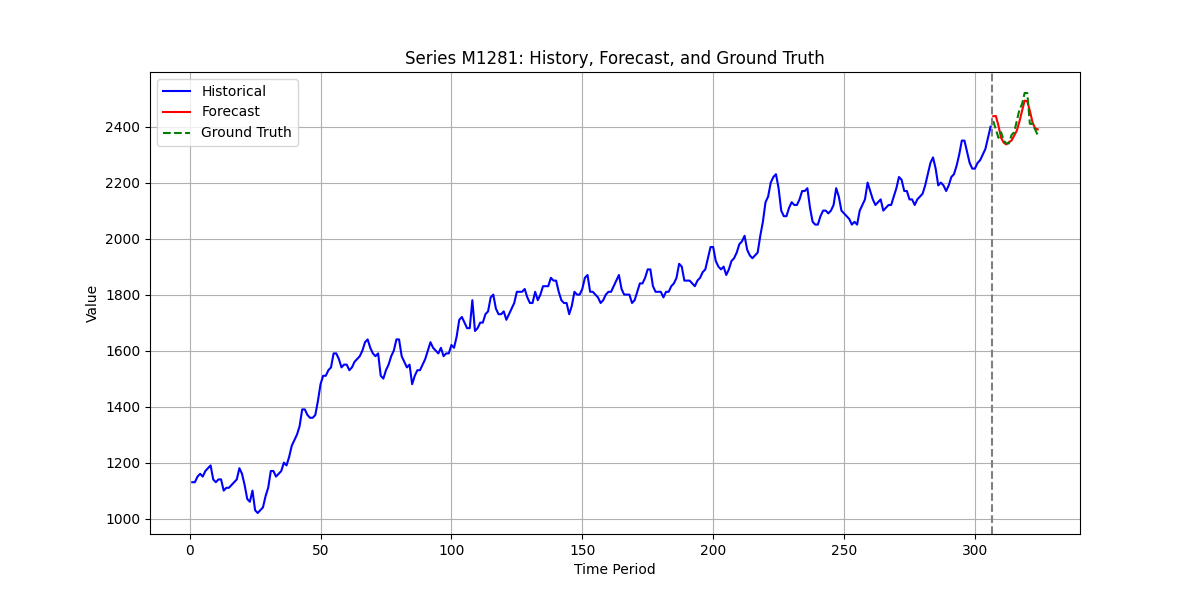 Series M1281: History, Forecast, and Ground Truth
Historical
Forecast
Ground Truth
2400
2200
2000
1800
1600
1400
1200
1000
Value
0 50 100 150 200 250 300
Time Period